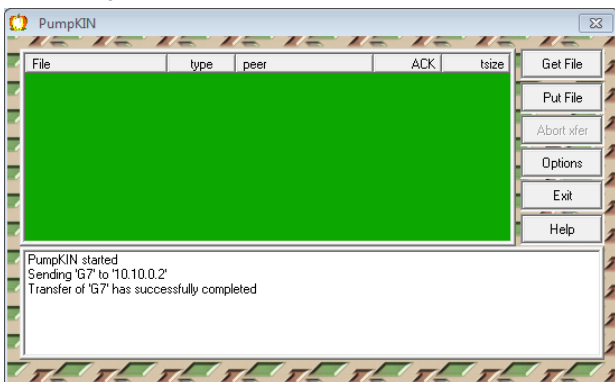 PumpKIN
File type peer ACK tsize
Get File
Put File
Abort xfer
Options
Exit
Help
PumpKIN started
Sending 'G7' to '10.10.0.2'
Transfer of 'G7' has successfully completed